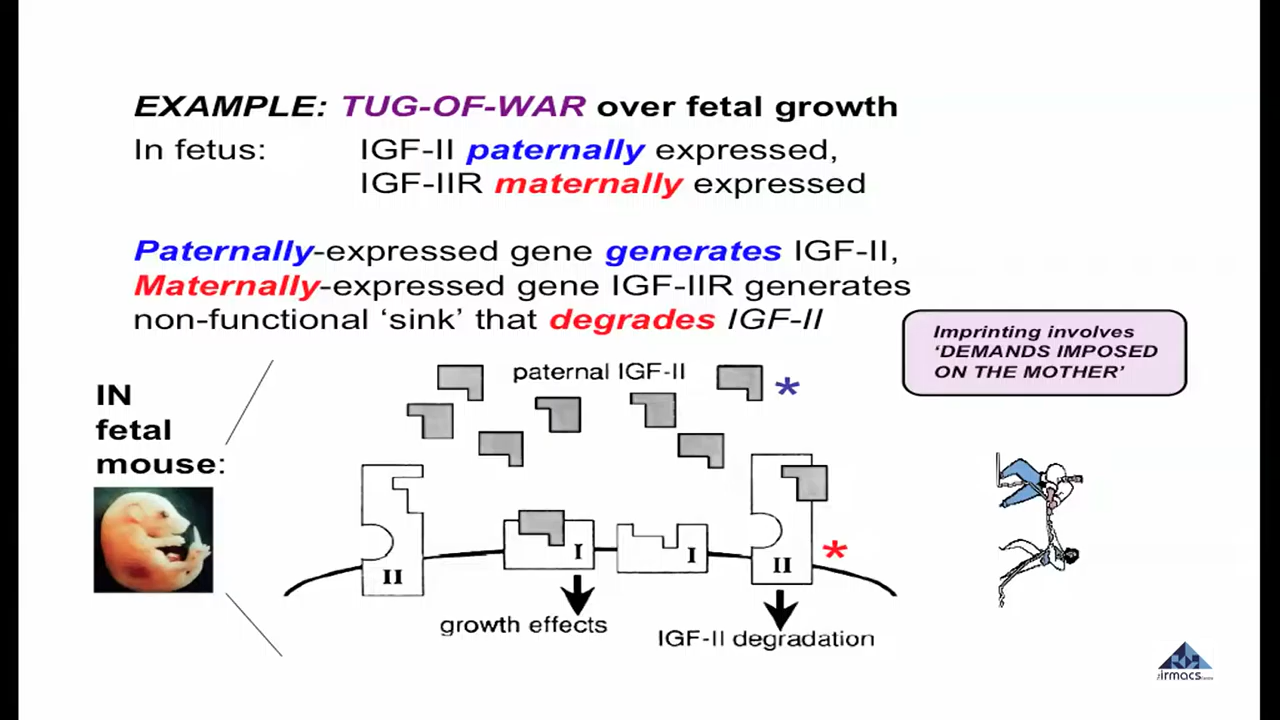 EXAMPLE: TUG-OF-WAR over fetal growth
In fetus: IGF-II paternally expressed,
IGF-IIR maternally expressed
Paternally-expressed gene generates IGF-II,
Maternally-expressed gene IGF-IIR generates
non-functional ‘sink’ that degrades IGF-II
Imprinting involves
‘DEMANDS IMPOSED
ON THE MOTHER’
IN
fetal
mouse:
paternal IGF-II
*
II
I
I
II
*
growth effects
IGF-II degradation
irmacs